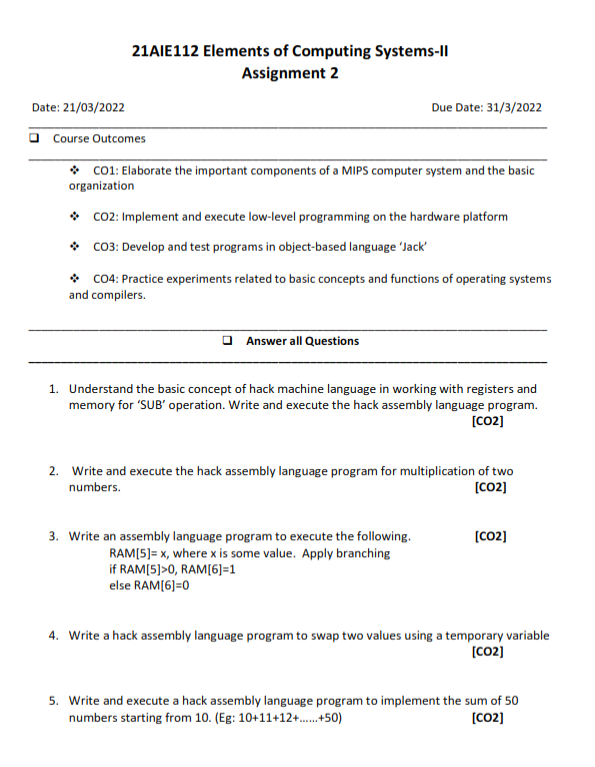 21AIE112 Elements of Computing Systems-II
Assignment 2
Date: 21/03/2022 Due Date: 31/3/2022
❑ Course Outcomes
❖ CO1: Elaborate the important components of a MIPS computer system and the basic
organization
❖ CO2: Implement and execute low-level programming on the hardware platform
❖ CO3: Develop and test programs in object-based language ‘Jack’
❖ CO4: Practice experiments related to basic concepts and functions of operating systems
and compilers.
❑ Answer all Questions
1. Understand the basic concept of hack machine language in working with registers and
memory for ‘SUB’ operation. Write and execute the hack assembly language program.
[CO2]
2. Write and execute the hack assembly language program for multiplication of two
numbers. [CO2]
3. Write an assembly language program to execute the following. [CO2]
RAM[5]= x, where x is some value. Apply branching
if RAM[5]>0, RAM[6]=1
else RAM[6]=0
4. Write a hack assembly language program to swap two values using a temporary variable
[CO2]
5. Write and execute a hack assembly language program to implement the sum of 50
numbers starting from 10. (Eg: 10+11+12+......+50) [CO2]